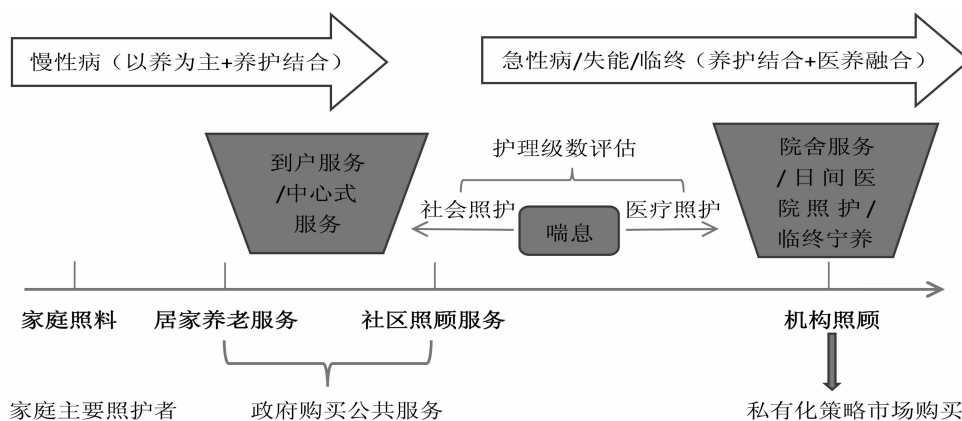 慢性病（以养为主+养护结合）
急性病/失能/临终（养护结合+医养融合）
到户服务
/中心式
服务
护理级数评估
社会照护
医疗照护
喘息
院舍服务
/日间医
院照护/
临终宁养
家庭照料
居家养老服务
社区照顾服务
机构照顾
家庭主要照护者
政府购买公共服务
私有化策略市场购买